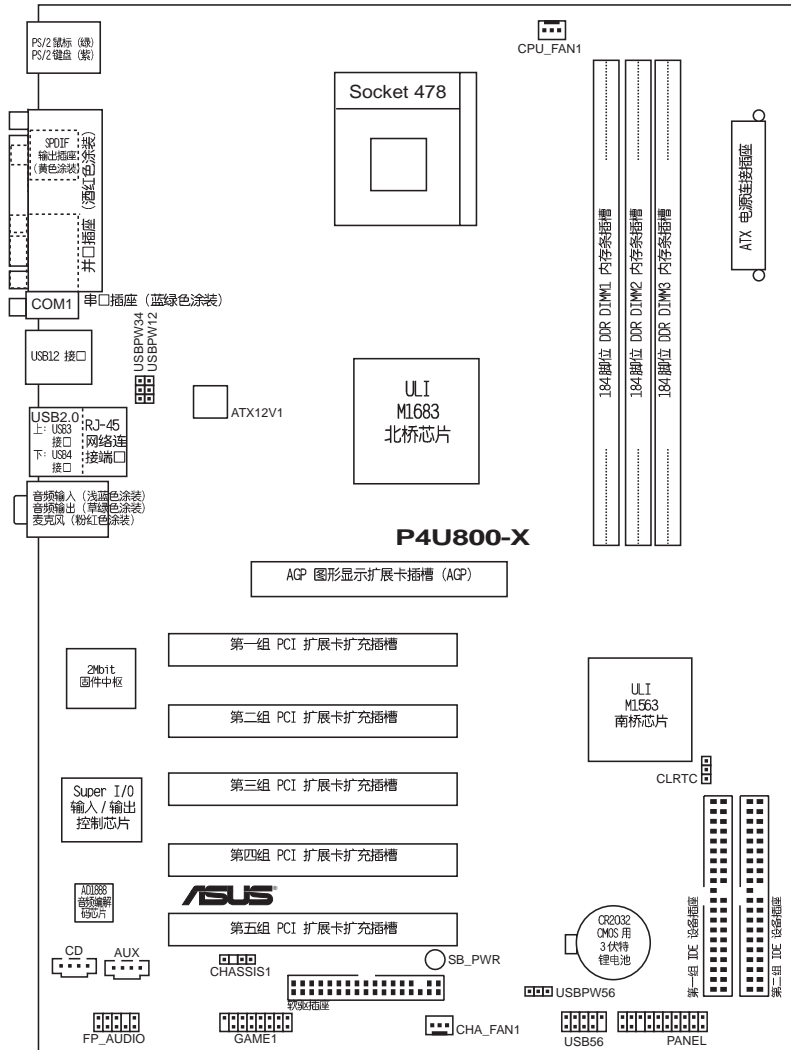 PS/2 鼠标 (绿)
PS/2 键盘 (紫)
CPU_FAN1
Socket 478
SPDIF
输出插座
(黄色涂装)
并口插座 (酒红色涂装)
ATX 电源连接插座
184 脚位 DDR DIMM1 内存条插槽
184 脚位 DDR DIMM2 内存条插槽
184 脚位 DDR DIMM3 内存条插槽
COM1
串口插座 (蓝绿色涂装)
USBPW34
USBPW12
USB12 接口
ATX12V1
ULI
M1683
北桥芯片
USB2.0
上: USB3
接口
下: USB4
接口
RJ-45
网络连
接端口
音频输入 (浅蓝色涂装)
音频输出 (草绿色涂装)
麦克风 (粉红色涂装)
P4U800-X
AGP 图形显示扩展卡插槽 (AGP)
第一组 PCI 扩展卡扩充插槽
2Mbit
固件中枢
ULI
M1563
南桥芯片
第二组 PCI 扩展卡扩充插槽
CLRTC
第三组 PCI 扩展卡扩充插槽
Super I/O
输入 / 输出
控制芯片
第四组 PCI 扩展卡扩充插槽
AD1888
音频编解
码芯片
ASUS
第五组 PCI 扩展卡扩充插槽
CR2032
CMOS 用
3 伏特
锂电池
第一组 IDE 设备插座
第二组 IDE 设备插座
CD
AUX
CHASSIS1
SB_PWR
软驱插座
USBPW56
FP_AUDIO
GAME1
CHA_FAN1
USB56
PANEL